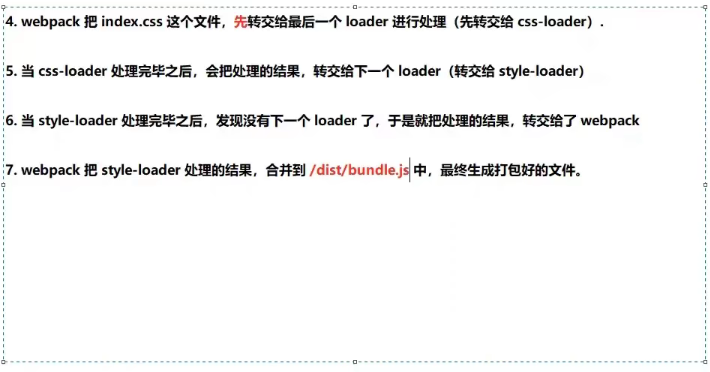 4. webpack 把 index.css 这个文件，先转交给最后一个 loader 进行处理（先转交给 css-loader）.
5. 当 css-loader 处理完毕之后，会把处理的结果，转交给下一个 loader（转交给 style-loader）
6. 当 style-loader 处理完毕之后，发现没有下一个 loader 了，于是就把处理的结果，转交给了 webpack
7. webpack 把 style-loader 处理的结果，合并到 /dist/bundle.js 中，最终生成打包好的文件。